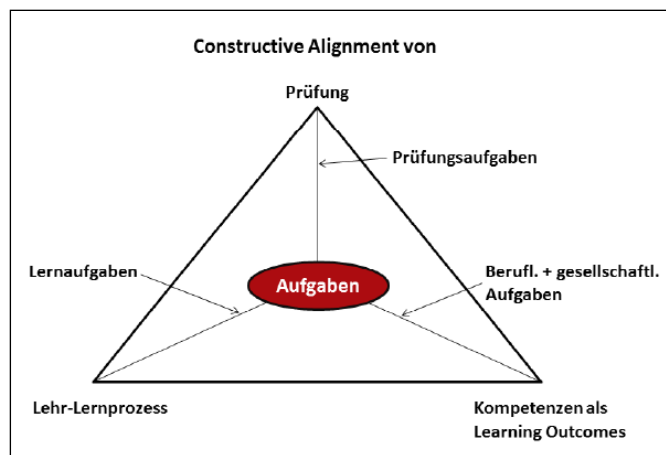 Constructive Alignment von
Prüfung
Prüfungsaufgaben
Lernaufgaben
Aufgaben
Berufl. + gesellschaftl.
Aufgaben
Lehr-Lernprozess
Kompetenzen als
Learning Outcomes